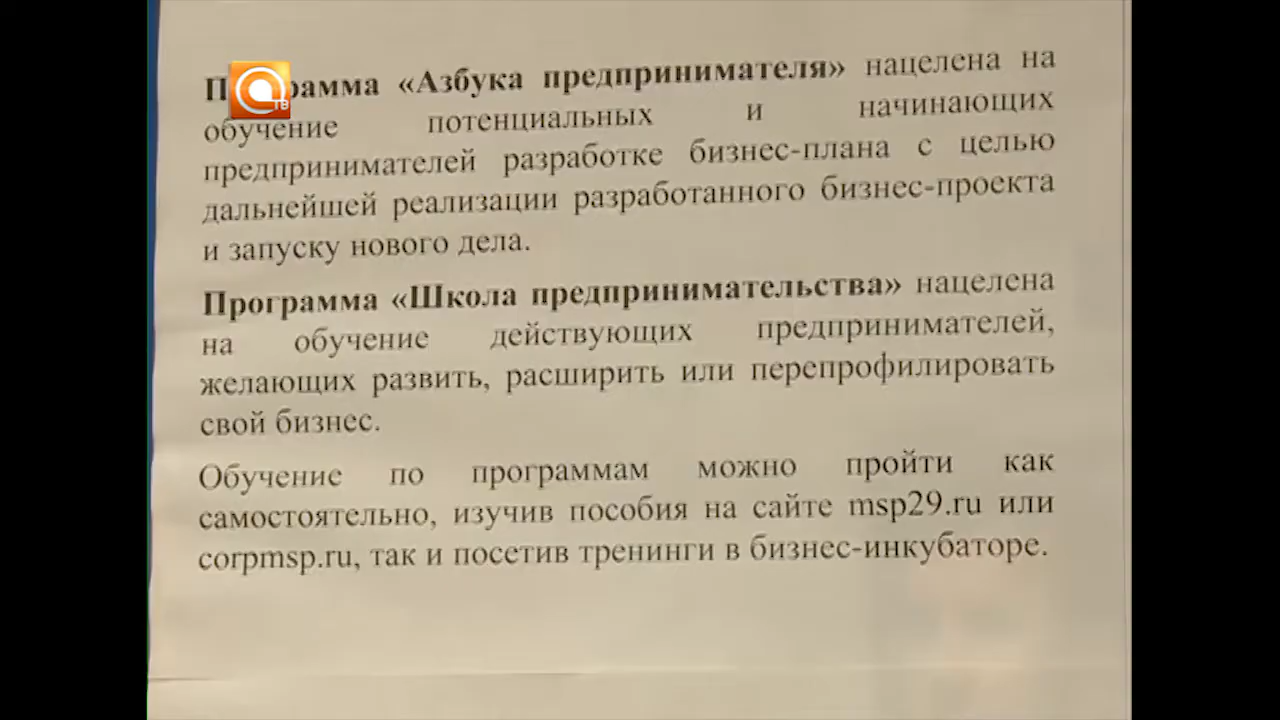 Программа «Азбука предпринимателя» нацелена на
обучение потенциальных и начинающих
предпринимателей разработке бизнес-плана с целью
дальнейшей реализации разработанного бизнес-проекта
и запуску нового дела.
Программа «Школа предпринимательства» нацелена
на обучение действующих предпринимателей,
желающих развить, расширить или перепрофилировать
свой бизнес.
Обучение по программам можно пройти как
самостоятельно, изучив пособия на сайте msp29.ru или
corpmsp.ru, так и посетив тренинги в бизнес-инкубаторе.
ТВ